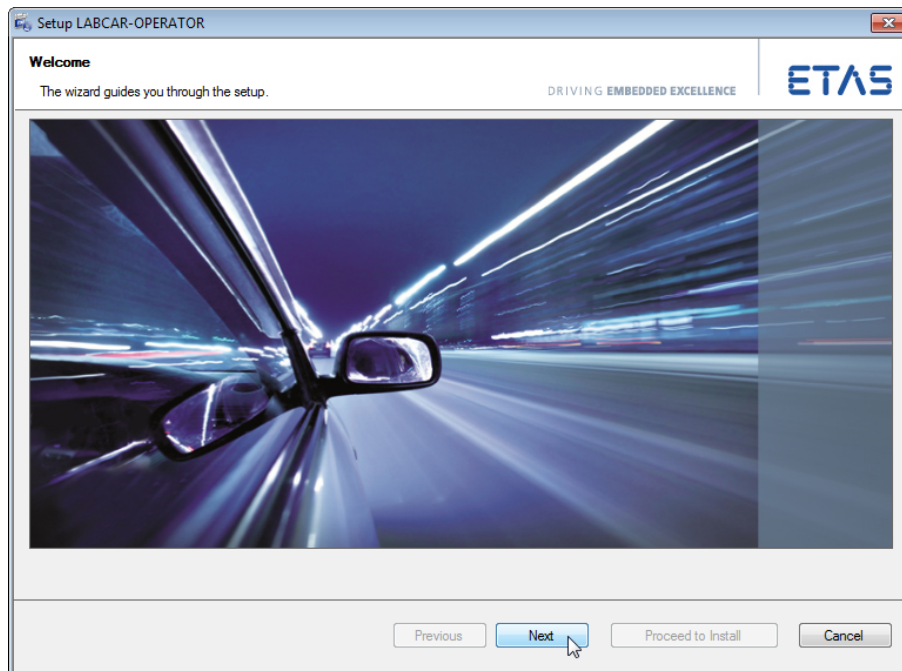 Setup LABCAR-OPERATOR
Welcome
The wizard guides you through the setup.
DRIVING EMBEDDED EXCELLENCE
ETAS
Previous
Next
Proceed to Install
Cancel